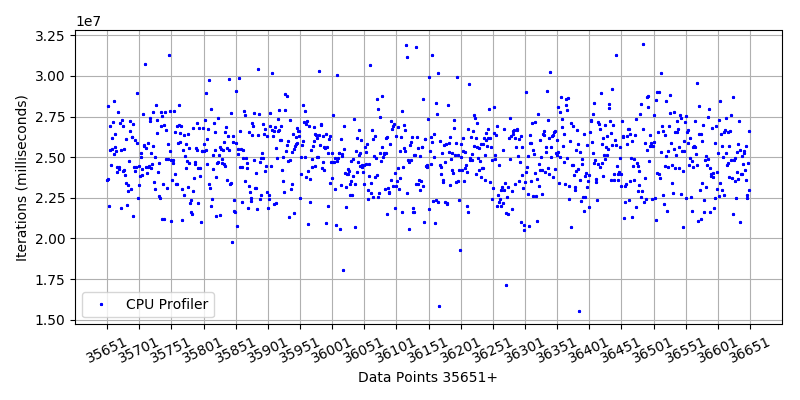 1e7
3.25
3.00
2.75
2.50
2.25
2.00
1.75
1.50
Iterations (milliseconds)
CPU Profiler
35651 35701 35751 35801 35851 35901 35951 36001 36051 36101 36151 36201 36251 36301 36351 36401 36451 36501 36551 36601 36651
Data Points 35651+